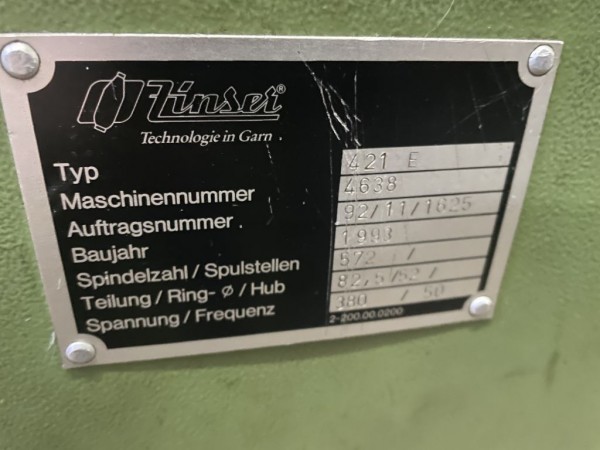 Zinser®
Technologie in Garn
Typ 421 E
Maschinennummer 4638
Auftragsnummer 92/11/1625
Baujahr 1993
Spindelzahl / Spulstellen 572 /
Teilung / Ring- ø / Hub 82,5/52 /
Spannung / Frequenz 380 / 50
2-200.00.0200